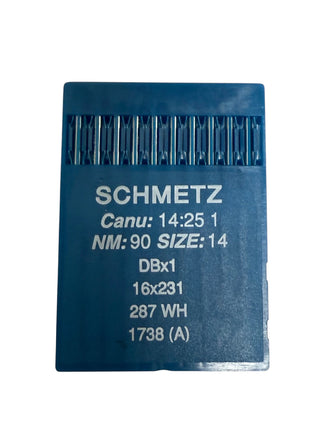 SCHMETZ
Canu: 14:25 1
NM: 90 SIZE: 14
DBx1
16x231
287 WH
1738 (A)